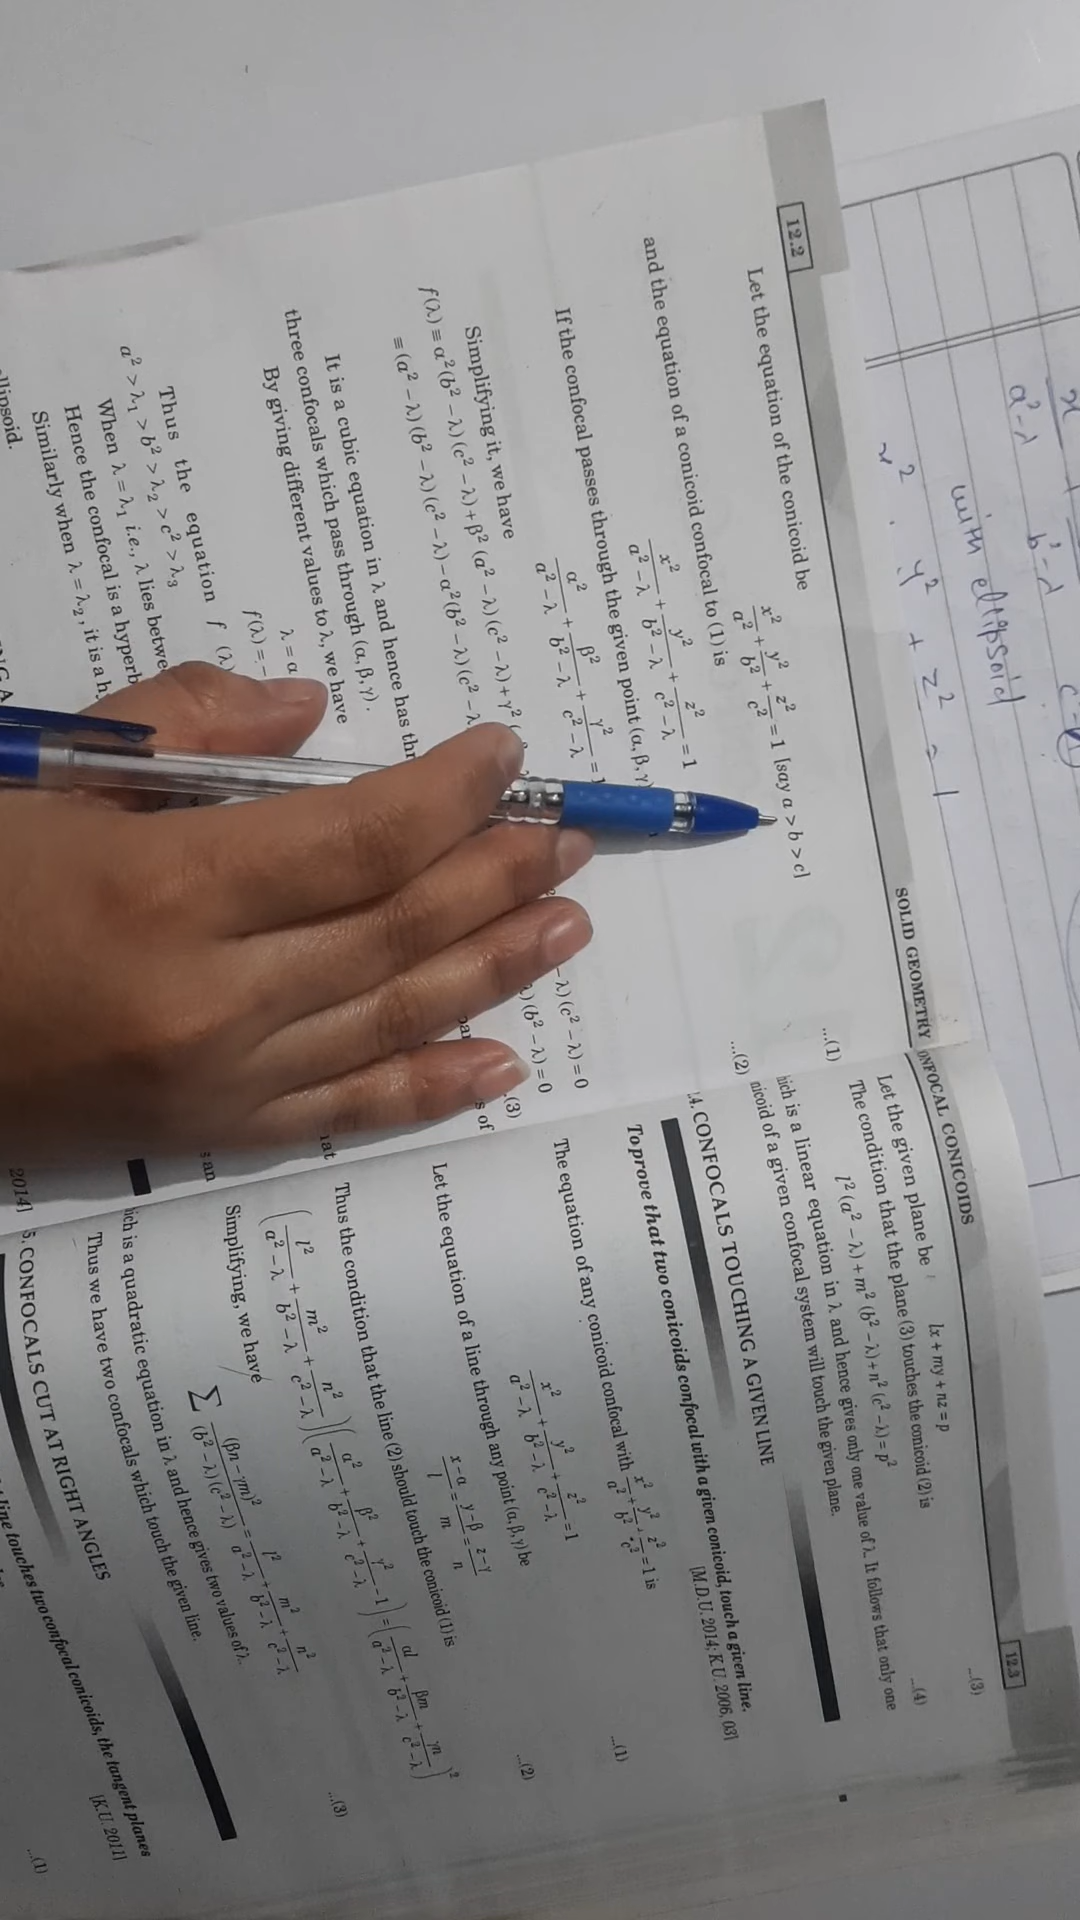 x
a²-λ b²-λ
with ellipsoid
x² y² + z² = 1
12.2
SOLID GEOMETRY
Let the equation of the conicoid be
x²/a² + y²/b² + z²/c² = 1 [say a > b > c] ...(1)
and the equation of a conicoid confocal to (1) is
x²/(a² − λ) + y²/(b² − λ) + z²/(c² − λ) = 1 ...(2)
If the confocal passes through the given point (α, β, γ)
α²/(a² − λ) + β²/(b² − λ) + γ²/(c² − λ) =
Simplifying it, we have
f(λ) ≡ α²(b² − λ)(c² − λ) + β²(a² − λ)(c² − λ) + γ²
− λ)(c² − λ) = 0
≡ (a² − λ)(b² − λ)(c² − λ) − α²(b² − λ)(c² − λ
)(b² − λ) = 0
(3)
It is a cubic equation in λ and hence has thr
s of
three confocals which pass through (α, β, γ).
By giving different values to λ, we have
λ = α
f(λ) = −
Thus the equation f (λ)
a² > λ₁ > b² > λ₂ > c² > λ₃
When λ = λ₁ i.e., λ lies betwe
Hence the confocal is a hyperb
s an
Similarly when λ = λ₂, it is a h
llipsoid.
2014]
ONFOCAL CONICOIDS
12.3
Let the given plane be
lx + my + nz = p ...(3)
The condition that the plane (3) touches the conicoid (2) is
l²(a² − λ) + m²(b² − λ) + n²(c² − λ) = p² ...(4)
hich is a linear equation in λ and hence gives only one value of λ. It follows that only one
nicoid of a given confocal system will touch the given plane.
.4. CONFOCALS TOUCHING A GIVEN LINE
To prove that two conicoids confocal with a given conicoid, touch a given line.
[M.D.U. 2014; K.U. 2006, 03]
The equation of any conicoid confocal with x²/a² + y²/b² + z²/c² = 1 is
x²/(a² − λ) + y²/(b² − λ) + z²/(c² − λ) = 1 ...(1)
Let the equation of a line through any point (α, β, γ) be
(x−α)/l = (y−β)/m = (z−γ)/n ...(2)
Thus the condition that the line (2) should touch the conicoid (1) is
(l²/(a² − λ) + m²/(b² − λ) + n²/(c² − λ)) (α²/(a² − λ) + β²/(b² − λ) + γ²/(c² − λ) − 1) = (αl/(a² − λ) + βm/(b² − λ) + γn/(c² − λ))²
Simplifying, we have
∑ (βn − γm)²/((b² − λ)(c² − λ)) = l²/(a² − λ) + m²/(b² − λ) + n²/(c² − λ) ...(3)
ich is a quadratic equation in λ and hence gives two values of λ.
Thus we have two confocals which touch the given line.
5. CONFOCALS CUT AT RIGHT ANGLES
line touches two confocal conicoids, the tangent planes
[K.U. 2011]
...(1)